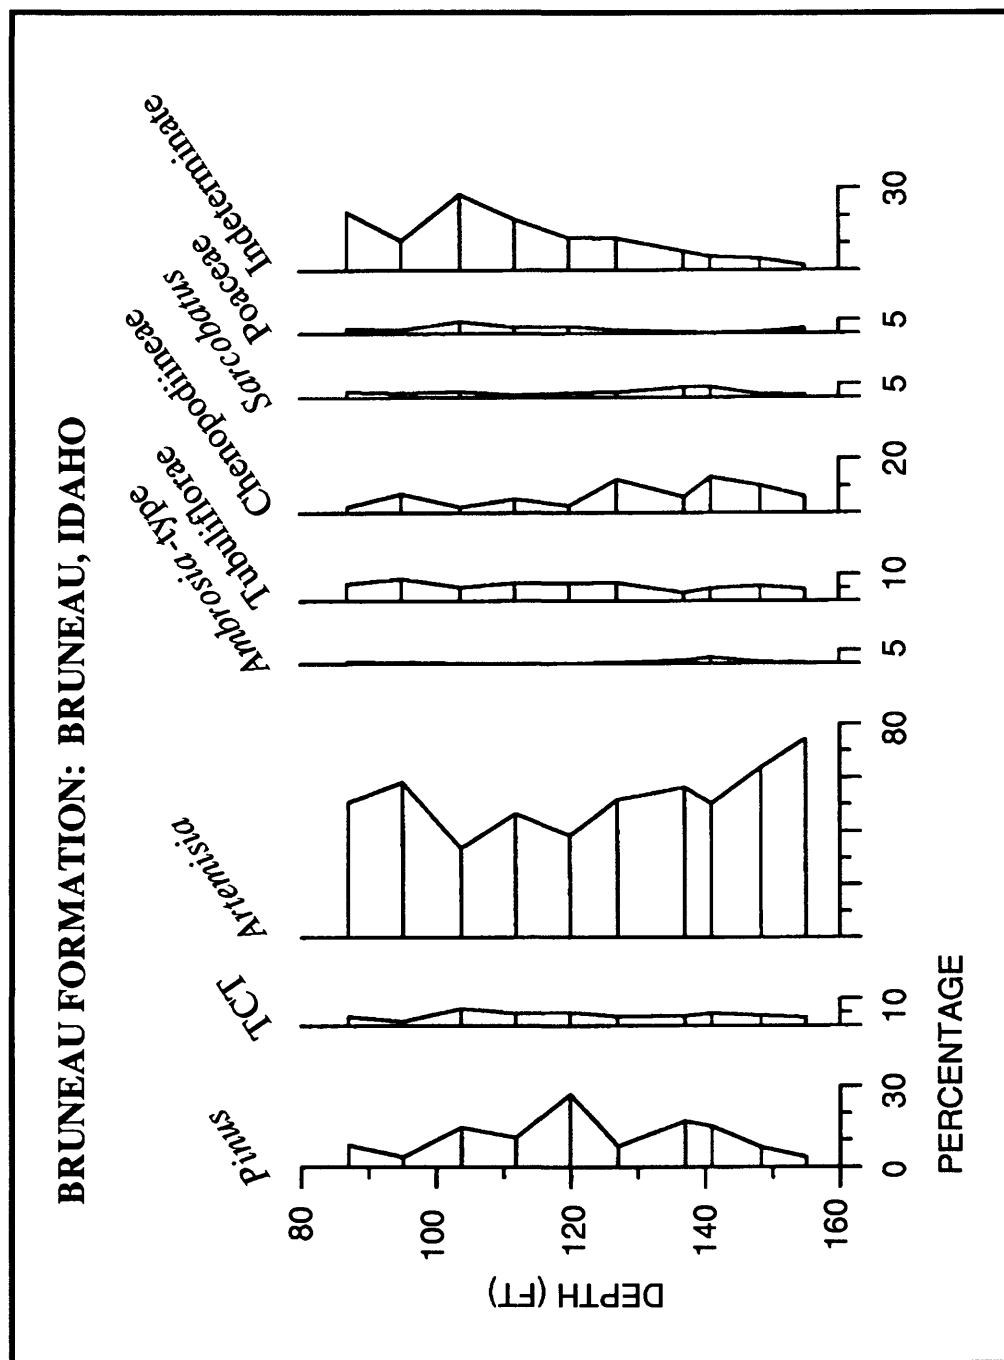 BRUNEAU FORMATION: BRUNEAU, IDAHO
Pinus
TCT
Artemisia
Ambrosia-type
Tubuliflorae
Chenopodiineae
Sarcobatus
Poaceae
Indeterminate
80
100
120
140
160
DEPTH (FT)
0 30 10 80 5 10 20 5 5 30
PERCENTAGE